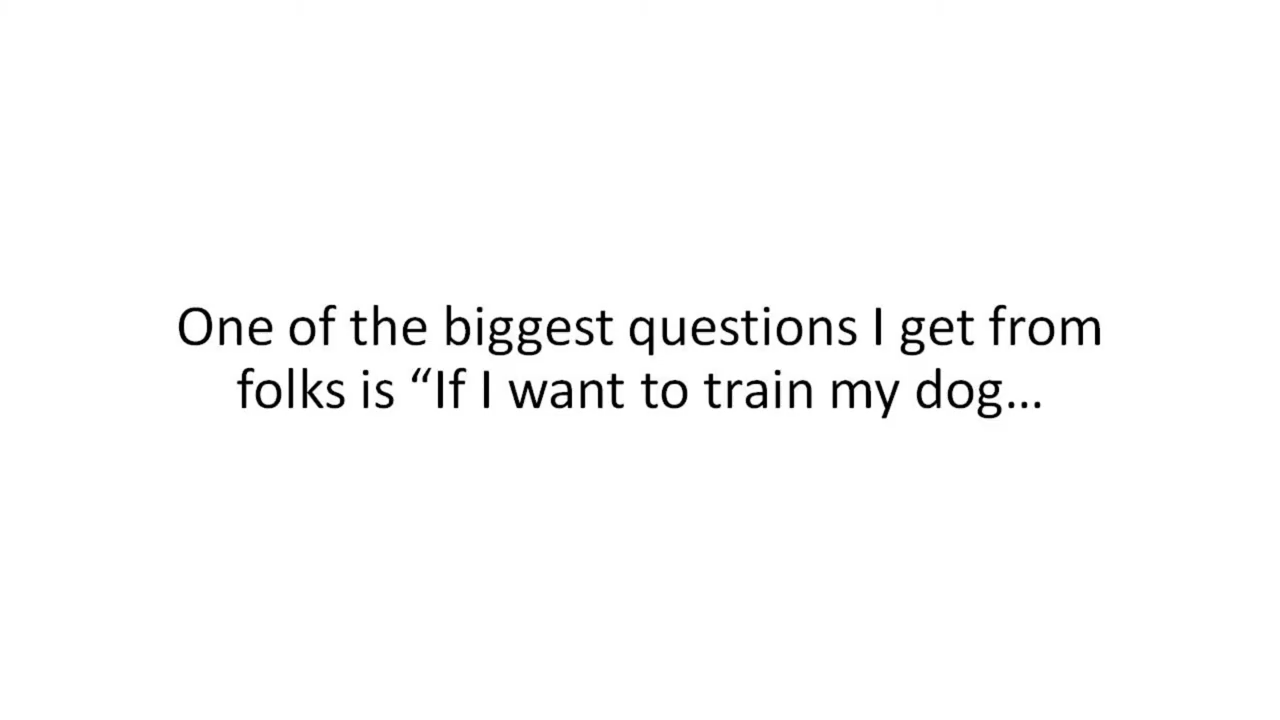 One of the biggest questions I get from
folks is “If I want to train my dog…